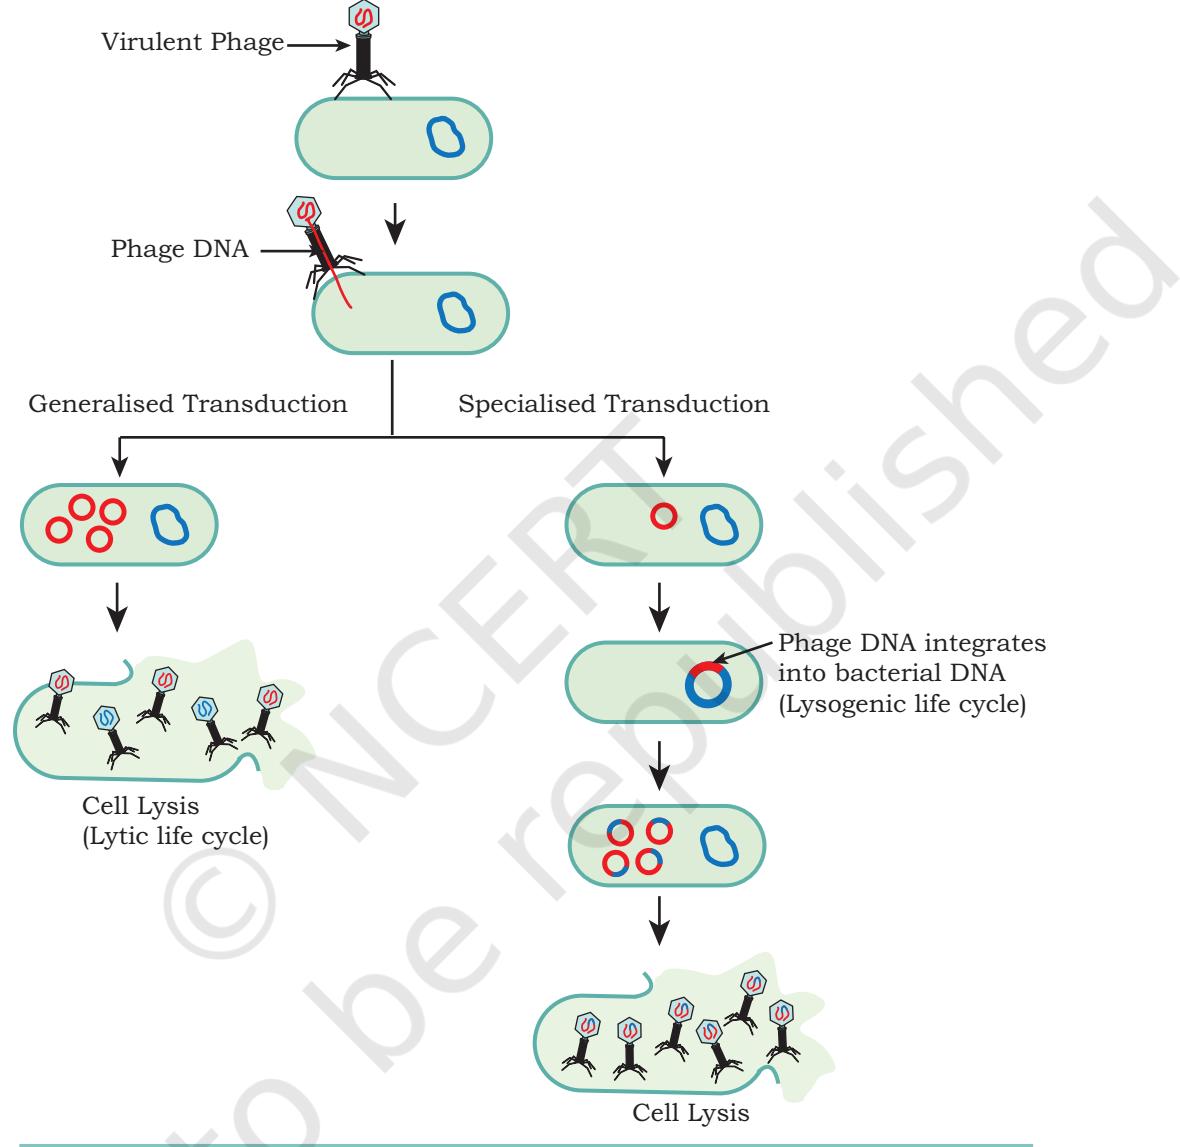 Virulent Phage
Phage DNA
Generalised Transduction
Specialised Transduction
Phage DNA integrates
into bacterial DNA
(Lysogenic life cycle)
Cell Lysis
(Lytic life cycle)
Cell Lysis
© NCERT
to be republished